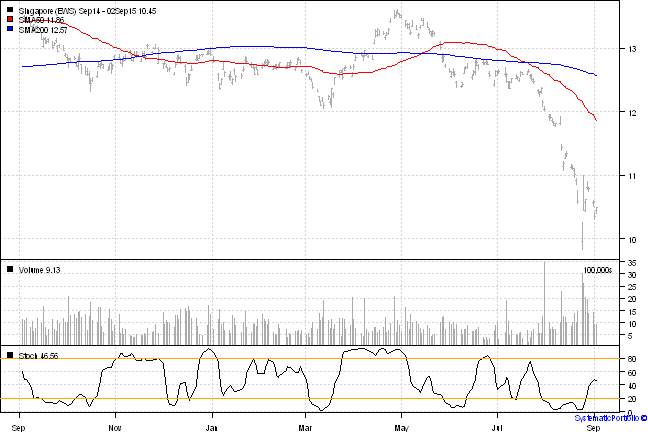 Singapore (EWS) Sep14 - 02Sep15 10.45
SMA50 11.86
SMA200 12.57
13
12
11
10
Volume 9.13
100,000s
35
30
25
20
15
10
5
Stoch 46.56
80
60
40
20
0
Sep Nov Jan Mar May Jul Sep
SystematicPortfolio ©